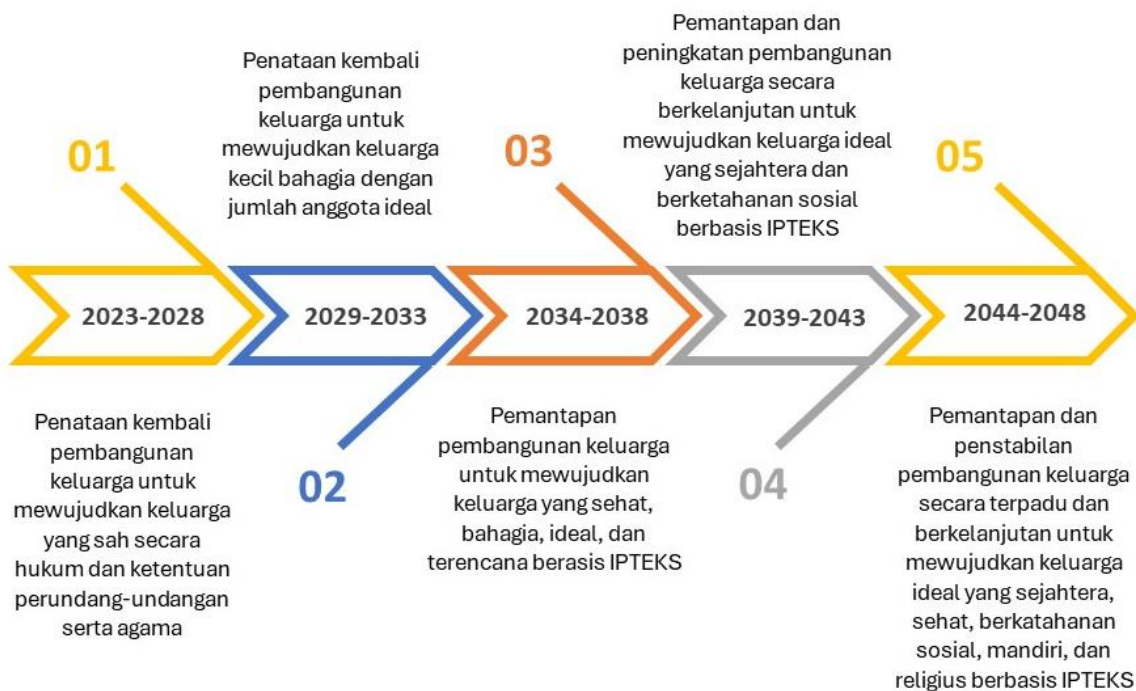 01
2023-2028
Penataan kembali
pembangunan
keluarga untuk
mewujudkan keluarga
yang sah secara
hukum dan ketentuan
perundang-undangan
serta agama
Penataan kembali
pembangunan
keluarga untuk
mewujudkan keluarga
kecil bahagia dengan
jumlah anggota ideal
2029-2033
02
03
2034-2038
Pemantapan
pembangunan keluarga
untuk mewujudkan
keluarga yang sehat,
bahagia, ideal, dan
terencana berasis IPTEKS
Pemantapan dan
peningkatan pembangunan
keluarga secara
berkelanjutan untuk
mewujudkan keluarga ideal
yang sejahtera dan
berketahanan sosial
berbasis IPTEKS
2039-2043
04
05
2044-2048
Pemantapan dan
penstabilan
pembangunan keluarga
secara terpadu dan
berkelanjutan untuk
mewujudkan keluarga
ideal yang sejahtera,
sehat, berkatahanan
sosial, mandiri, dan
religius berbasis IPTEKS